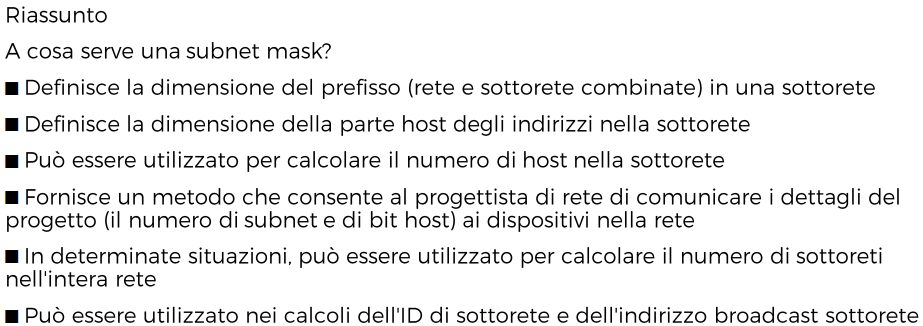 Riassunto
A cosa serve una subnet mask?
■ Definisce la dimensione del prefisso (rete e sottorete combinate) in una sottorete
■ Definisce la dimensione della parte host degli indirizzi nella sottorete
■ Può essere utilizzato per calcolare il numero di host nella sottorete
■ Fornisce un metodo che consente al progettista di rete di comunicare i dettagli del
progetto (il numero di subnet e di bit host) ai dispositivi nella rete
■ In determinate situazioni, può essere utilizzato per calcolare il numero di sottoreti
nell'intera rete
■ Può essere utilizzato nei calcoli dell'ID di sottorete e dell'indirizzo broadcast sottorete